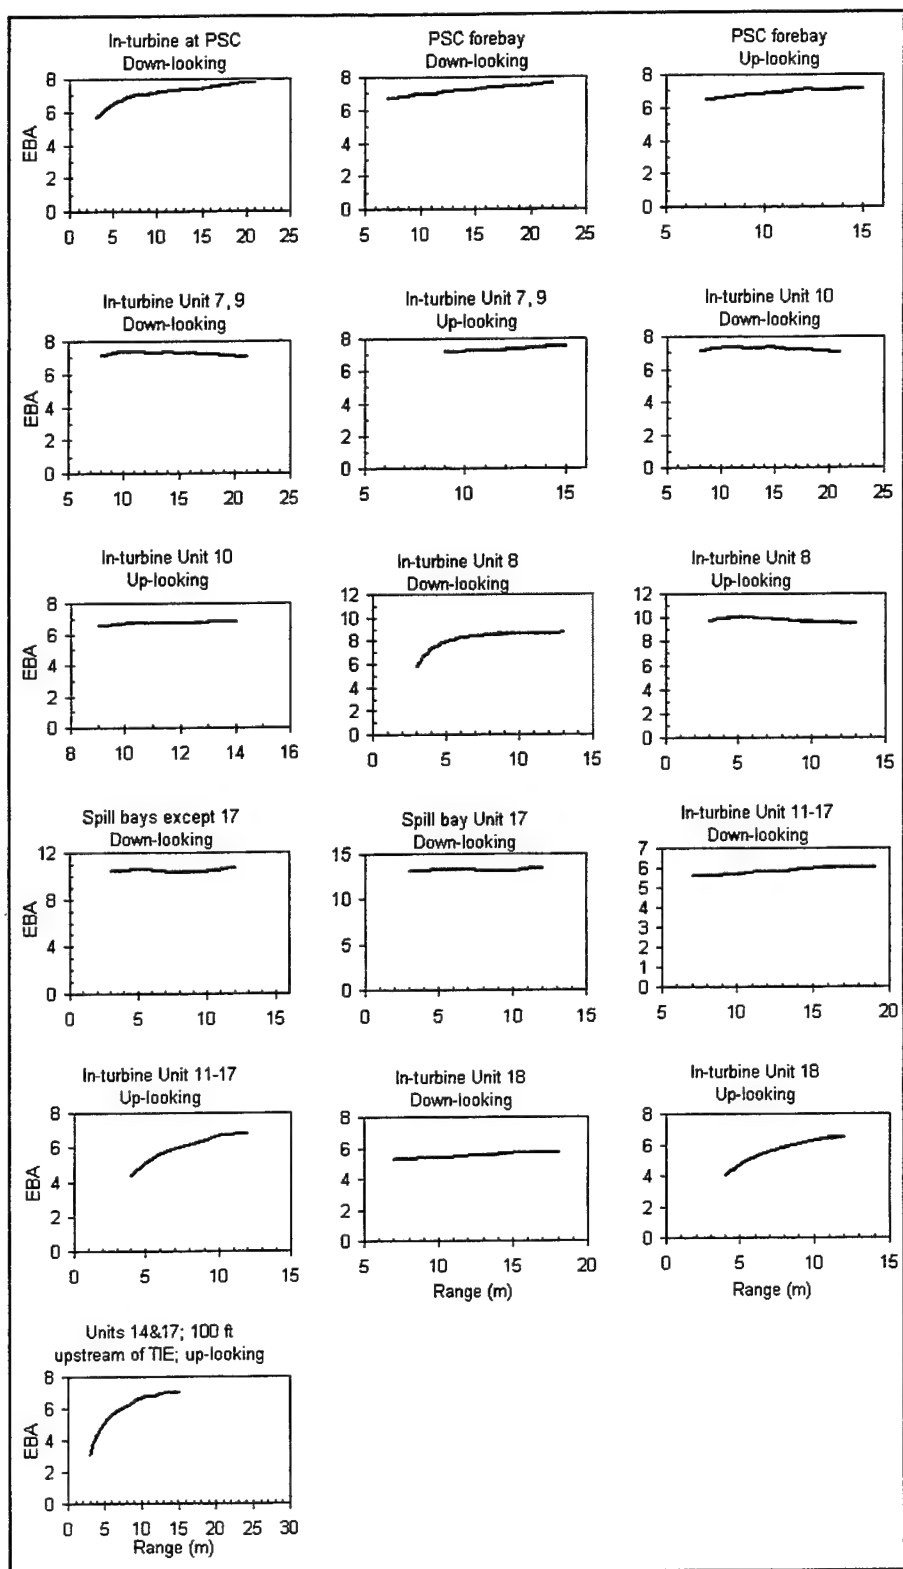 In-turbine at PSC
Down-looking
8
6
4
2
0
EBA
0 5 10 15 20 25
PSC forebay
Down-looking
8
6
4
2
0
5 10 15 20 25
PSC forebay
Up-looking
8
6
4
2
0
5 10 15
In-turbine Unit 7, 9
Down-looking
8
6
4
2
0
EBA
5 10 15 20 25
In-turbine Unit 7, 9
Up-looking
8
6
4
2
0
5 10 15
In-turbine Unit 10
Down-looking
8
6
4
2
0
5 10 15 20 25
In-turbine Unit 10
Up-looking
8
6
4
2
0
EBA
8 10 12 14 16
In-turbine Unit 8
Down-looking
12
10
8
6
4
2
0
0 5 10 15
In-turbine Unit 8
Up-looking
12
10
8
6
4
2
0
0 5 10 15
Spill bays except 17
Down-looking
12
8
4
0
EBA
0 5 10 15
Spill bay Unit 17
Down-looking
15
10
5
0
0 5 10 15
In-turbine Unit 11-17
Down-looking
7
6
5
4
3
2
1
0
5 10 15 20
In-turbine Unit 11-17
Up-looking
8
6
4
2
0
EBA
0 5 10 15
In-turbine Unit 18
Down-looking
8
6
4
2
0
5 10 15 20
Range (m)
In-turbine Unit 18
Up-looking
8
6
4
2
0
0 5 10 15
Range (m)
Units 14&17; 100 ft
upstream of TIE; up-looking
8
6
4
2
0
EBA
0 5 10 15 20 25 30
Range (m)